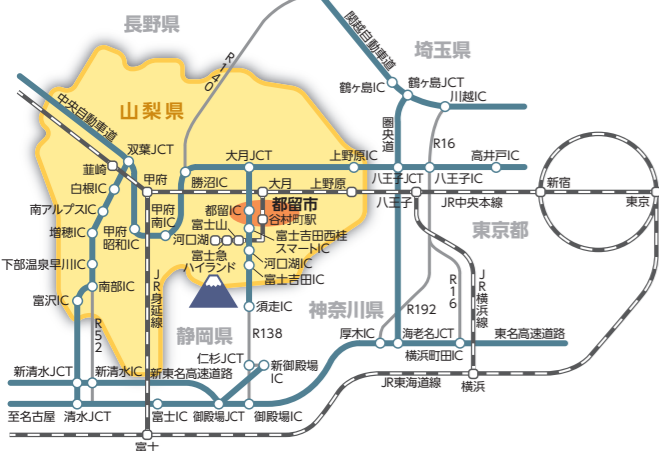 長野県
埼玉県
関越自動車道
R140
鶴ヶ島IC
鶴ヶ島JCT
川越IC
中央自動車道
山梨県
圏央道
R16
双葉JCT
大月JCT
上野原IC
高井戸IC
韮崎
八王子JCT
八王子IC
白根IC
甲府
勝沼IC
大月
上野原
八王子
JR中央本線
新宿
東京
南アルプスIC
甲府
南IC
都留IC
都留市
谷村町駅
増穂IC
甲府
昭和IC
富士山
河口湖
富士吉田西桂
スマートIC
東京都
下部温泉早川IC
富士急
ハイランド
河口湖IC
富士吉田IC
南部IC
富沢IC
JR身延線
R52
須走IC
神奈川県
R192
R16
JR横浜線
静岡県
R138
厚木IC
海老名JCT
東名高速道路
横浜町田IC
仁杉JCT
新御殿場
IC
新清水JCT
新清水IC
新東名高速道路
JR東海道線
横浜
至名古屋
清水JCT
富士IC
御殿場JCT
御殿場IC
富士